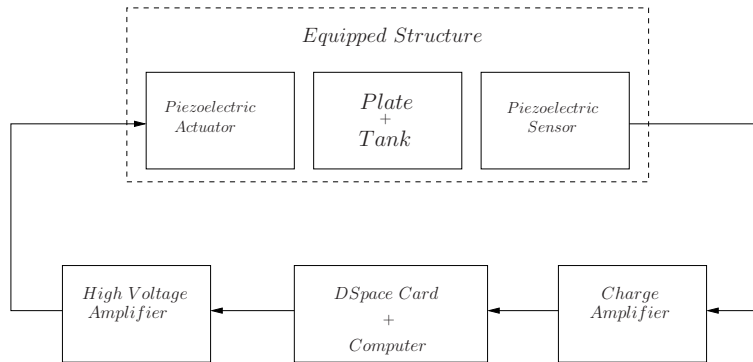 Equipped Structure
Piezoelectric
Actuator
Plate
+
Tank
Piezoelectric
Sensor
High Voltage
Amplifier
DSpace Card
+
Computer
Charge
Amplifier